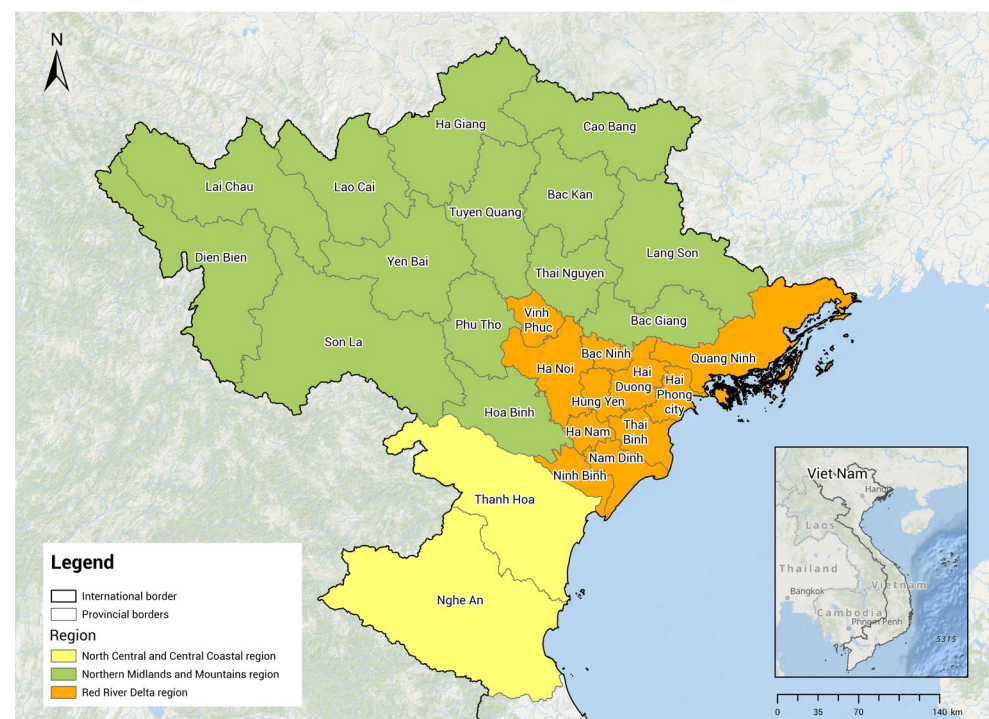 N
Ha Giang
Cao Bang
Lai Chau
Lao Cai
Bac Kan
Tuyen Quang
Dien Bien
Yen Bai
Lang Son
Thai Nguyen
Vinh
Phuc
Phu Tho
Bac Giang
Son La
Bac Ninh
Quang Ninh
Ha Noi
Hai
Duong
Hai
Phong
city
Hung Yen
Hoa Binh
Thai
Binh
Ha Nam
Nam Dinh
Ninh Binh
Thanh Hoa
Nghe An
Legend
International border
Provincial borders
Region
North Central and Central Coastal region
Northern Midlands and Mountains region
Red River Delta region
Viet Nam
Laos
Thailand
Vietnam
Bangkok
Cambodia
Phnom Penh
5315
0 35 70 140 km